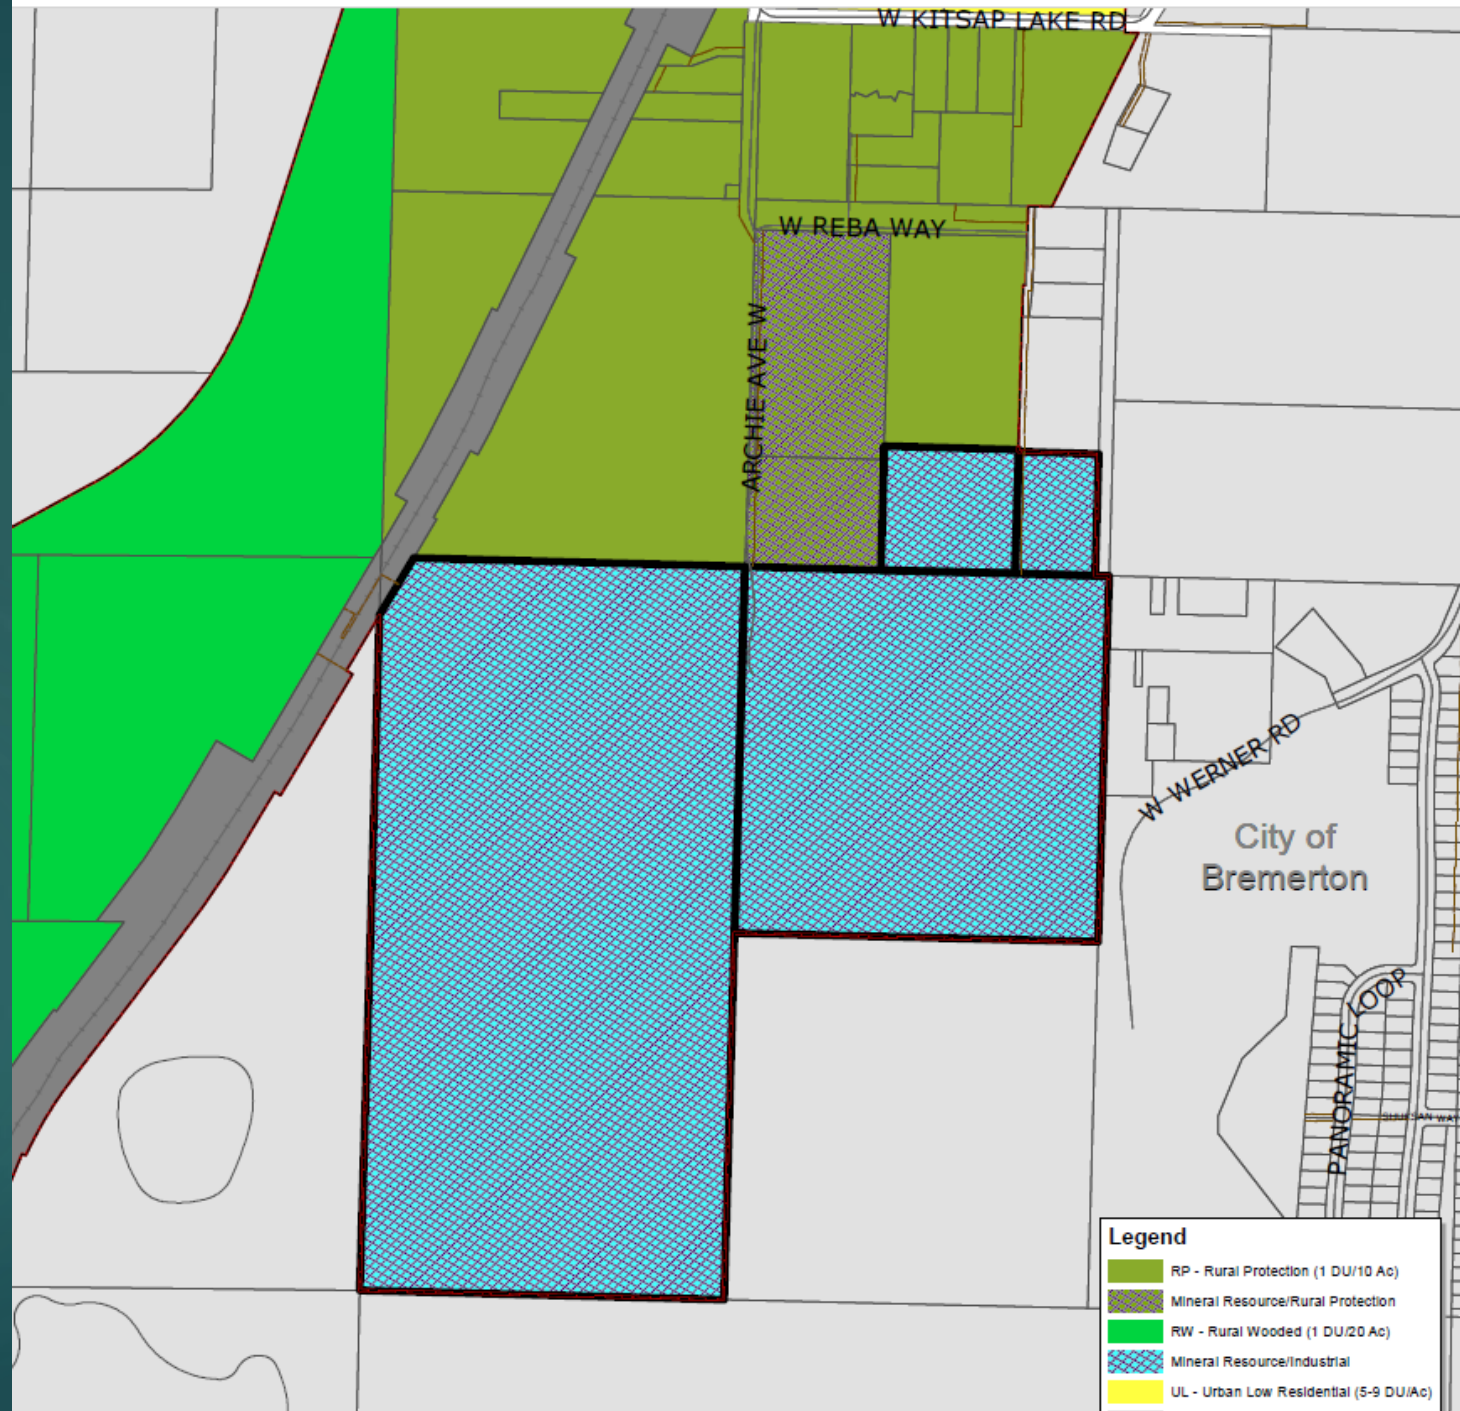 W KITSAP LAKE RD
W REBA WAY
ARCHIE AVE W
W WERNER RD
City of
Bremerton
PANORAMIC LOOP
SHUKSAN WAY
Legend
RP - Rural Protection (1 DU/10 Ac)
Mineral Resource/Rural Protection
RW - Rural Wooded (1 DU/20 Ac)
Mineral Resource/Industrial
UL - Urban Low Residential (5-9 DU/Ac)